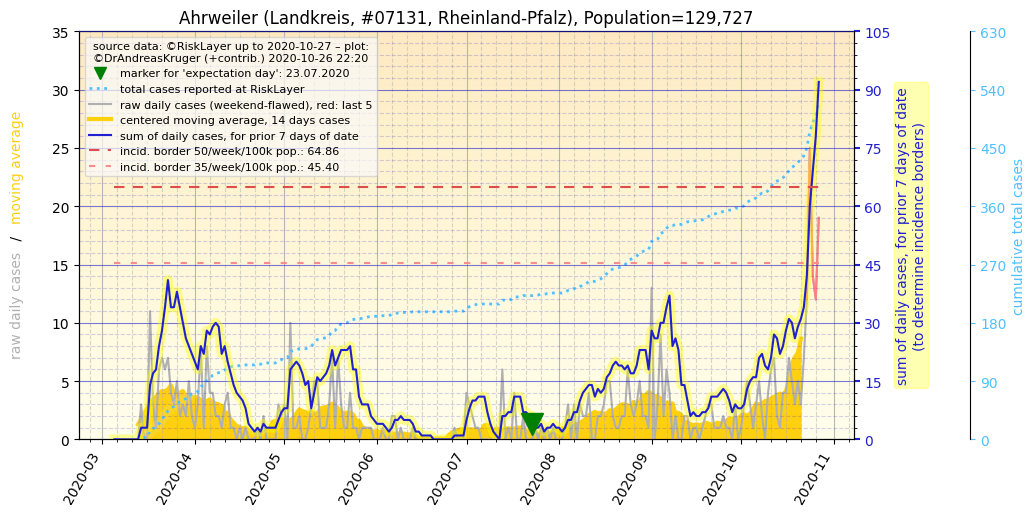 Ahrweiler (Landkreis, #07131, Rheinland-Pfalz), Population=129,727
source data: ©RiskLayer up to 2020-10-27 – plot:
©DrAndreasKruger (+contrib.) 2020-10-26 22:20
marker for 'expectation day': 23.07.2020
total cases reported at RiskLayer
raw daily cases (weekend-flawed), red: last 5
centered moving average, 14 days cases
sum of daily cases, for prior 7 days of date
incid. border 50/week/100k pop.: 64.86
incid. border 35/week/100k pop.: 45.40
raw daily cases / moving average
35
30
25
20
15
10
5
0
2020-03
2020-04
2020-05
2020-06
2020-07
2020-08
2020-09
2020-10
2020-11
105
90
75
60
45
30
15
0
sum of daily cases, for prior 7 days of date
(to determine incidence borders)
630
540
450
360
270
180
90
0
cumulative total cases